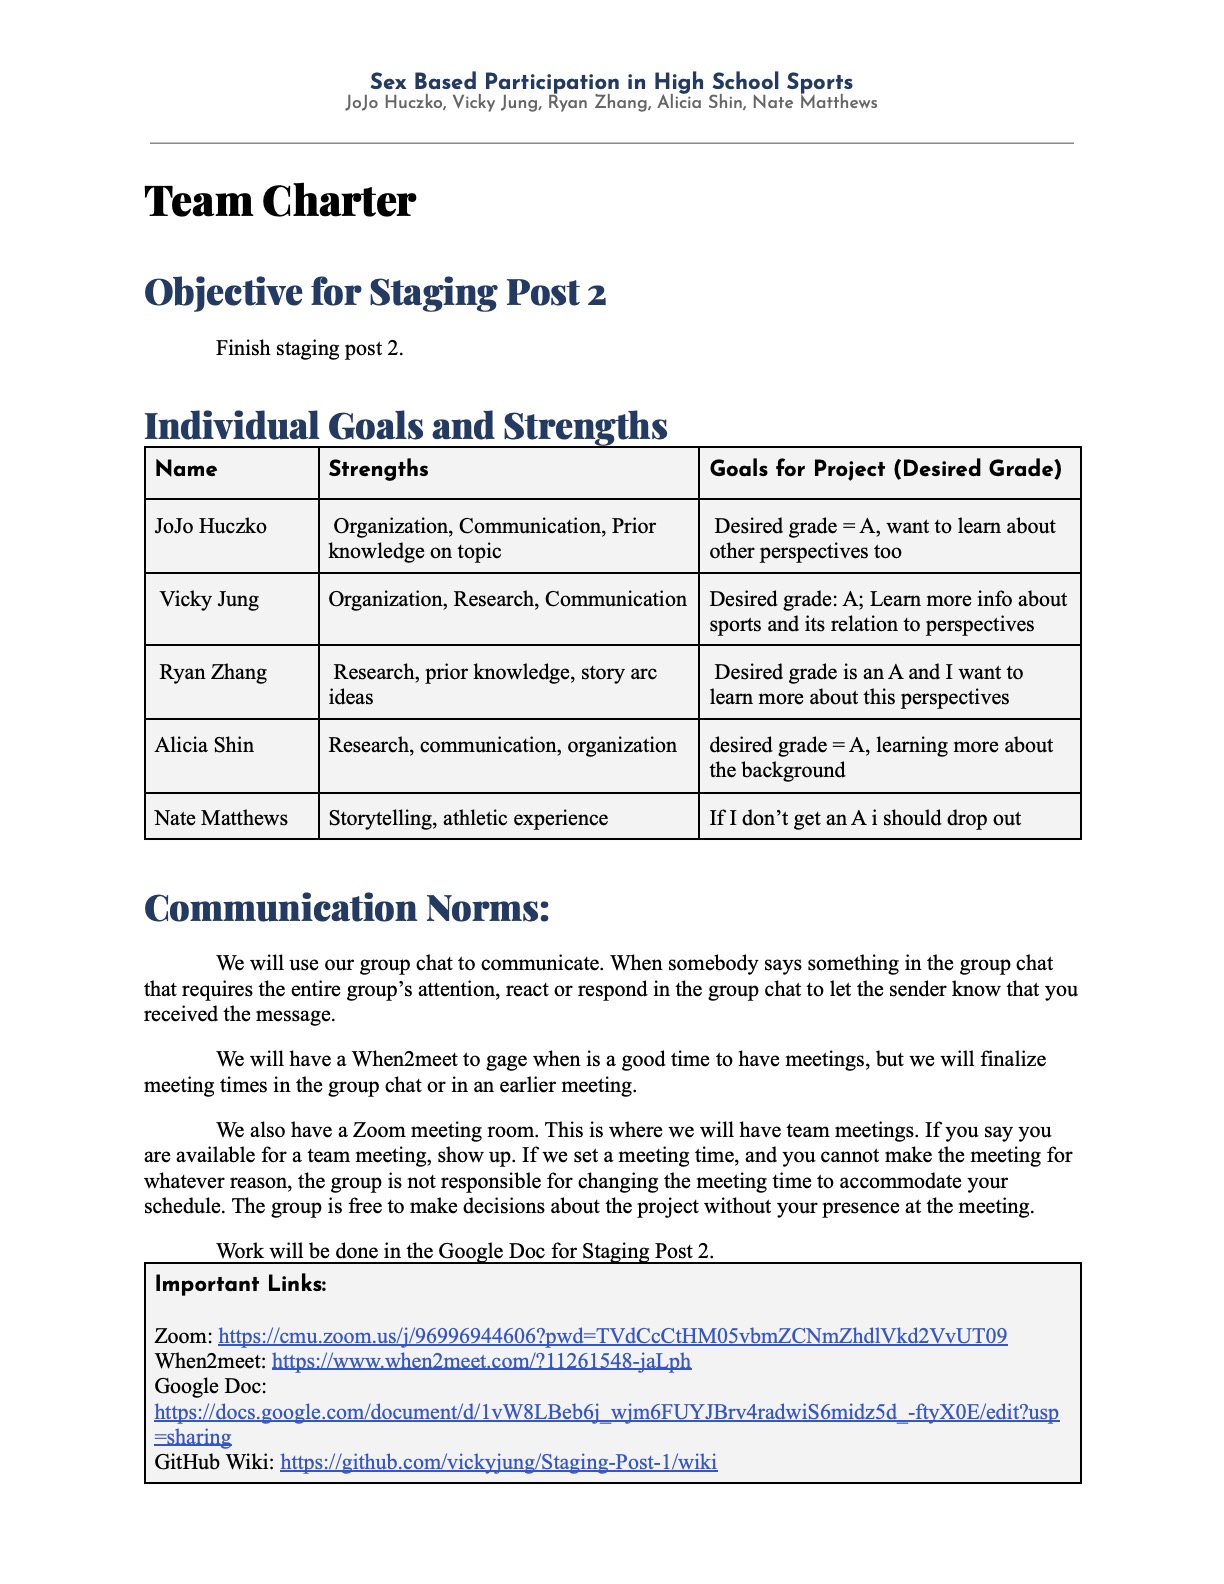 Sex Based Participation in High School Sports
JoJo Huczko, Vicky Jung, Ryan Zhang, Alicia Shin, Nate Matthews
Team Charter
Objective for Staging Post 2
Finish staging post 2.
Individual Goals and Strengths
Name Strengths Goals for Project (Desired Grade)
JoJo Huczko Organization, Communication, Prior knowledge on topic Desired grade = A, want to learn about other perspectives too
Vicky Jung Organization, Research, Communication Desired grade: A; Learn more info about sports and its relation to perspectives
Ryan Zhang Research, prior knowledge, story arc ideas Desired grade is an A and I want to learn more about this perspectives
Alicia Shin Research, communication, organization desired grade = A, learning more about the background
Nate Matthews Storytelling, athletic experience If I don’t get an A i should drop out
Communication Norms:
We will use our group chat to communicate. When somebody says something in the group chat
that requires the entire group’s attention, react or respond in the group chat to let the sender know that you
received the message.
We will have a When2meet to gage when is a good time to have meetings, but we will finalize
meeting times in the group chat or in an earlier meeting.
We also have a Zoom meeting room. This is where we will have team meetings. If you say you
are available for a team meeting, show up. If we set a meeting time, and you cannot make the meeting for
whatever reason, the group is not responsible for changing the meeting time to accommodate your
schedule. The group is free to make decisions about the project without your presence at the meeting.
Work will be done in the Google Doc for Staging Post 2.
Important Links:
Zoom: https://cmu.zoom.us/j/96996944606?pwd=TVdCcCtHM05vbmZCNmZhdlVkd2VvUT09
When2meet: https://www.when2meet.com/?11261548-jaLph
Google Doc:
https://docs.google.com/document/d/1vW8LBeb6j_wjm6FUYJBrv4radwiS6midz5d_-ftyX0E/edit?usp
=sharing
GitHub Wiki: https://github.com/vickyjung/Staging-Post-1/wiki